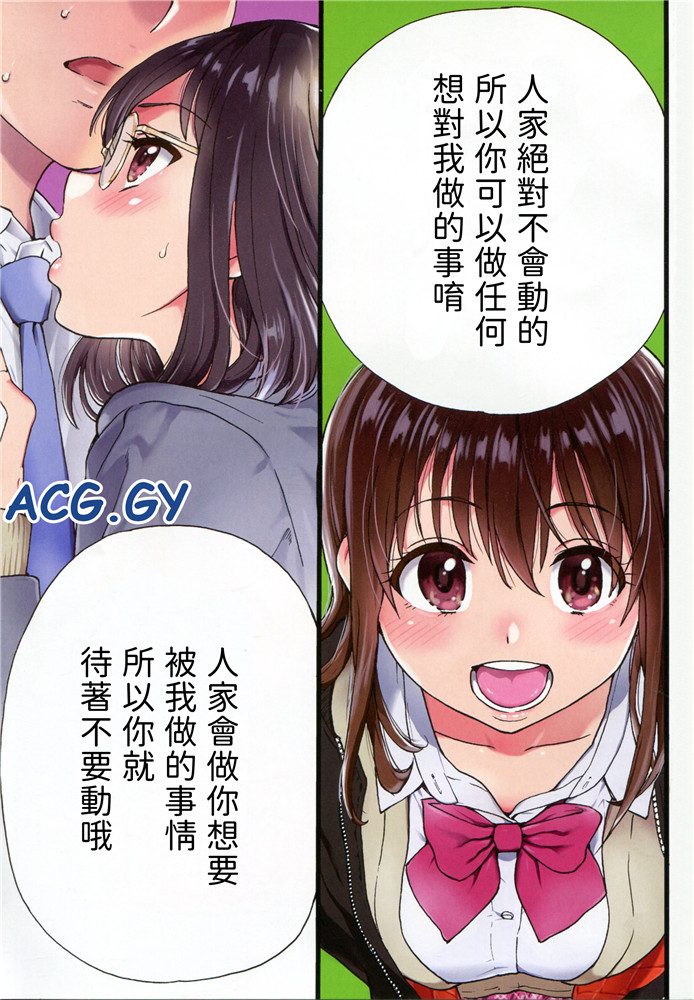 人家絕對不會動的
所以你可以做任何
想對我做的事唷
人家會做你想要
被我做的事情
所以你就
待著不要動哦
ACG.GY